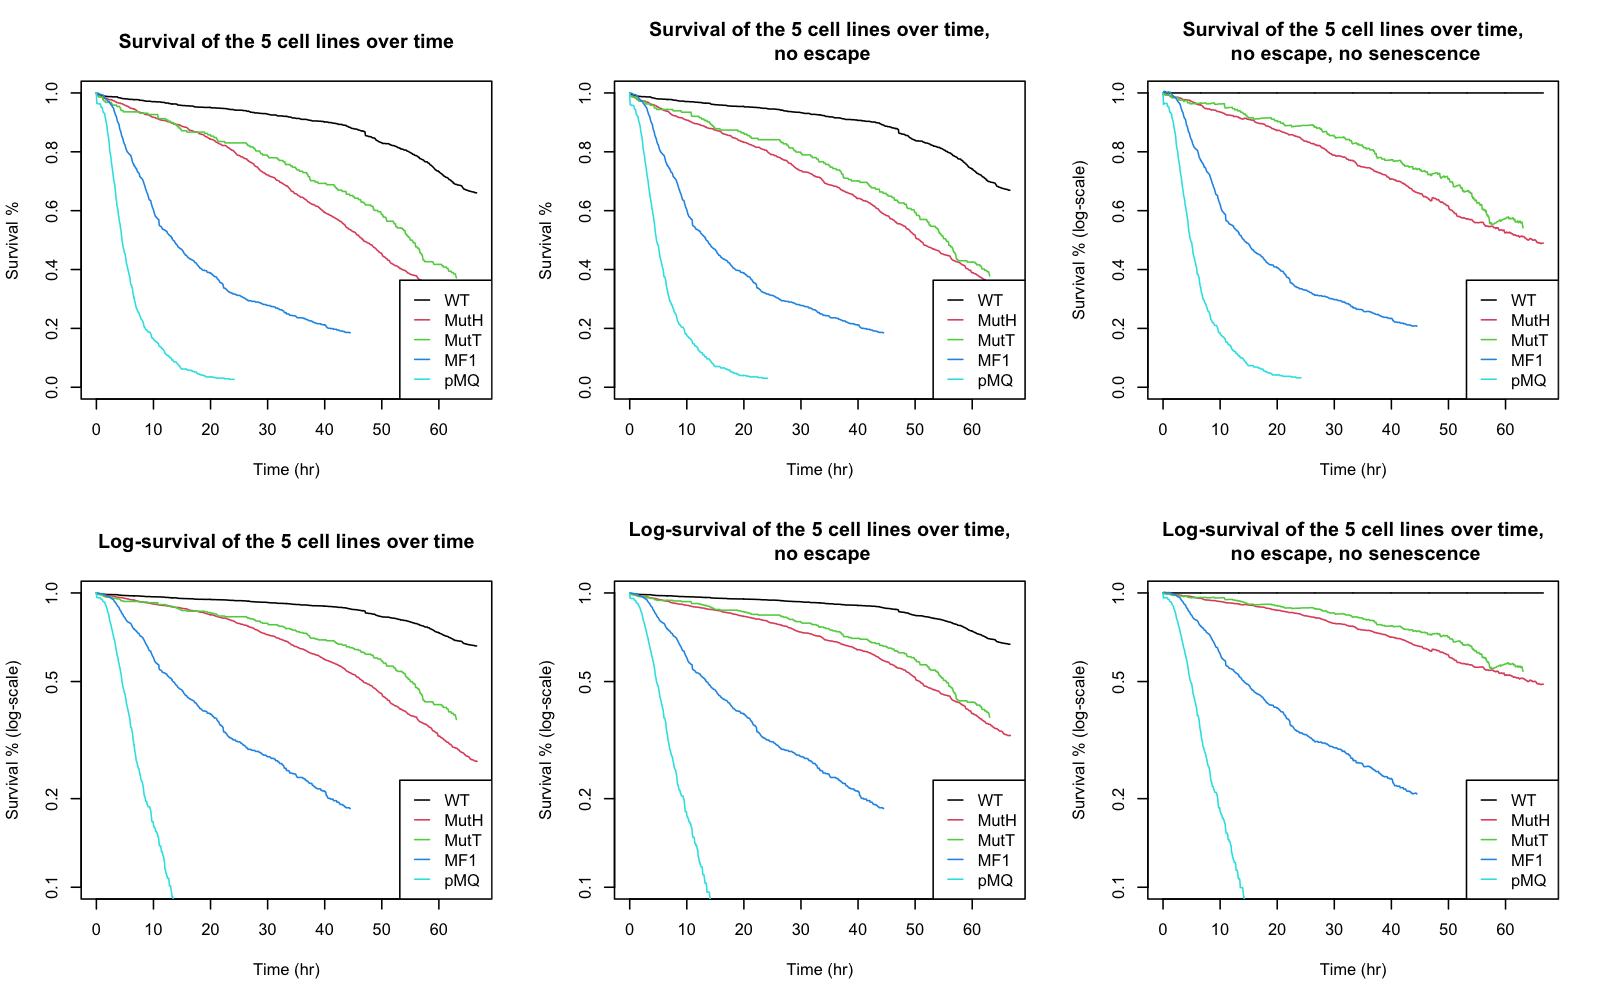 Survival of the 5 cell lines over time
Survival %
0.0 0.2 0.4 0.6 0.8 1.0
0 10 20 30 40 50 60
Time (hr)
WT
MutH
MutT
MF1
pMQ
Survival of the 5 cell lines over time,
no escape
Survival %
0.0 0.2 0.4 0.6 0.8 1.0
0 10 20 30 40 50 60
Time (hr)
WT
MutH
MutT
MF1
pMQ
Survival of the 5 cell lines over time,
no escape, no senescence
Survival % (log-scale)
0.0 0.2 0.4 0.6 0.8 1.0
0 10 20 30 40 50 60
Time (hr)
WT
MutH
MutT
MF1
pMQ
Log-survival of the 5 cell lines over time
Survival % (log-scale)
0.1 0.2 0.5 1.0
0 10 20 30 40 50 60
Time (hr)
WT
MutH
MutT
MF1
pMQ
Log-survival of the 5 cell lines over time,
no escape
Survival % (log-scale)
0.1 0.2 0.5 1.0
0 10 20 30 40 50 60
Time (hr)
WT
MutH
MutT
MF1
pMQ
Log-survival of the 5 cell lines over time,
no escape, no senescence
Survival % (log-scale)
0.1 0.2 0.5 1.0
0 10 20 30 40 50 60
Time (hr)
WT
MutH
MutT
MF1
pMQ